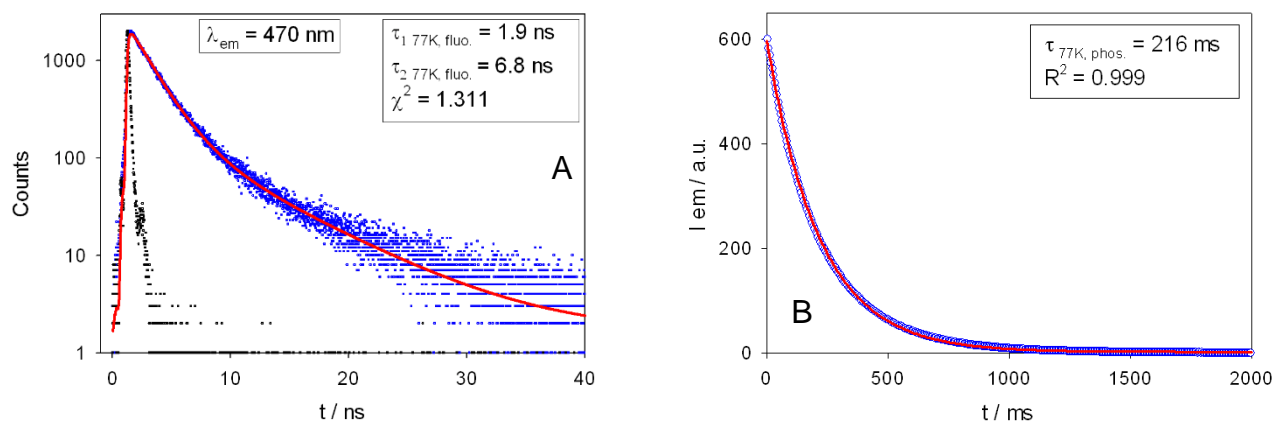 λem = 470 nm
τ1 77K, fluo. = 1.9 ns
τ2 77K, fluo. = 6.8 ns
χ2 = 1.311
A
Counts
1000
100
10
1
0
10
20
30
40
t / ns
τ 77K, phos. = 216 ms
R2 = 0.999
B
I em / a.u.
600
400
200
0
0
500
1000
1500
2000
t / ms